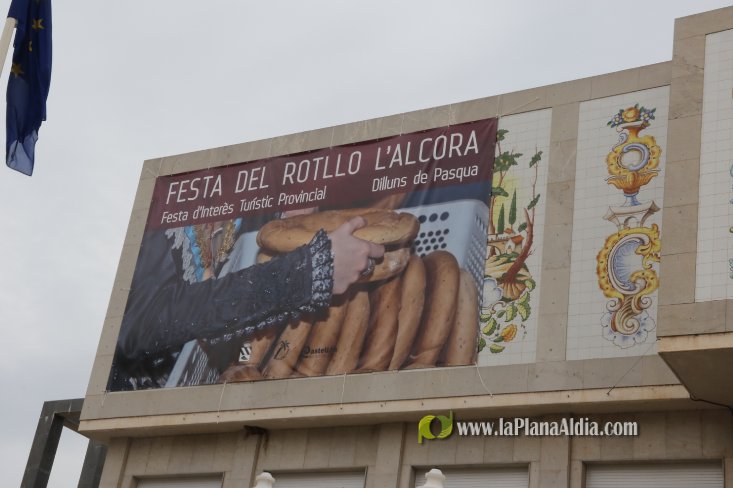 FESTA DEL ROTLLO L'ALCORA
Festa d'Interès Turístic Provincial
Dilluns de Pasqua
www.laPlanaAldia.com